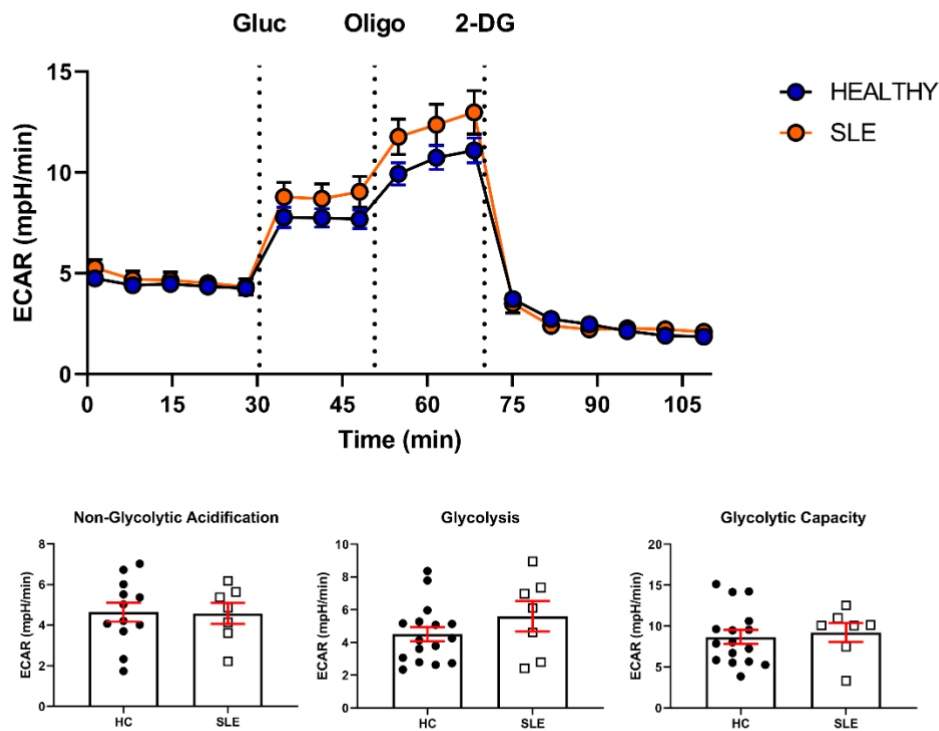 Gluc Oligo 2-DG
15
10
5
0
ECAR (mpH/min)
0 15 30 45 60 75 90 105
Time (min)
HEALTHY
SLE
Non-Glycolytic Acidification
8
6
4
2
0
ECAR (mpH/min)
HC SLE
Glycolysis
10
8
6
4
2
0
ECAR (mpH/min)
HC SLE
Glycolytic Capacity
20
15
10
5
0
ECAR (mpH/min)
HC SLE